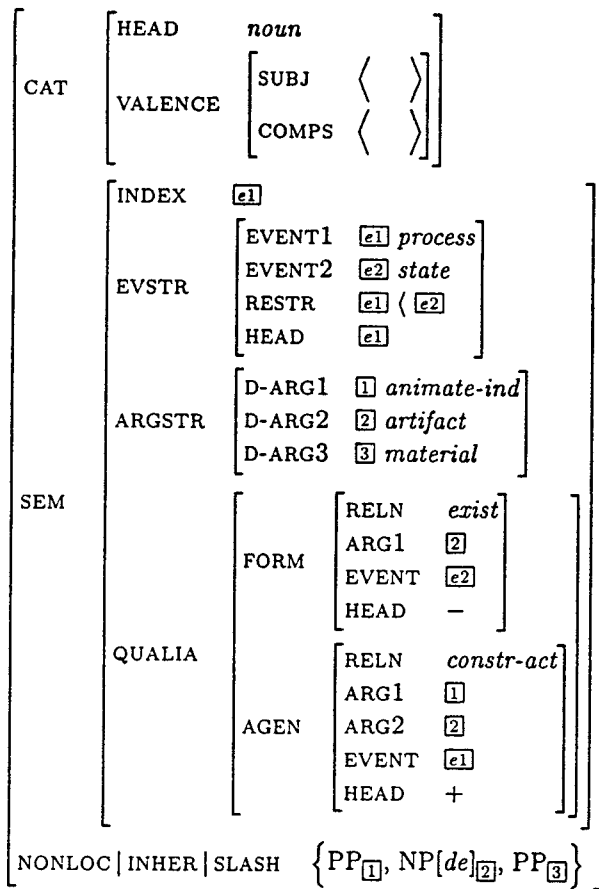 HEAD noun
CAT
SUBJ ⟨ ⟩
VALENCE
COMPS ⟨ ⟩
INDEX e1
EVENT1 e1 process
EVENT2 e2 state
EVSTR
RESTR e1 ⟨ e2
HEAD e1
D-ARG1 1 animate-ind
ARGSTR D-ARG2 2 artifact
D-ARG3 3 material
SEM
RELN exist
ARG1 2
FORM
EVENT e2
HEAD −
QUALIA
RELN constr-act
ARG1 1
AGEN ARG2 2
EVENT e1
HEAD +
NONLOC|INHER|SLASH {PP1, NP[de]2, PP3}